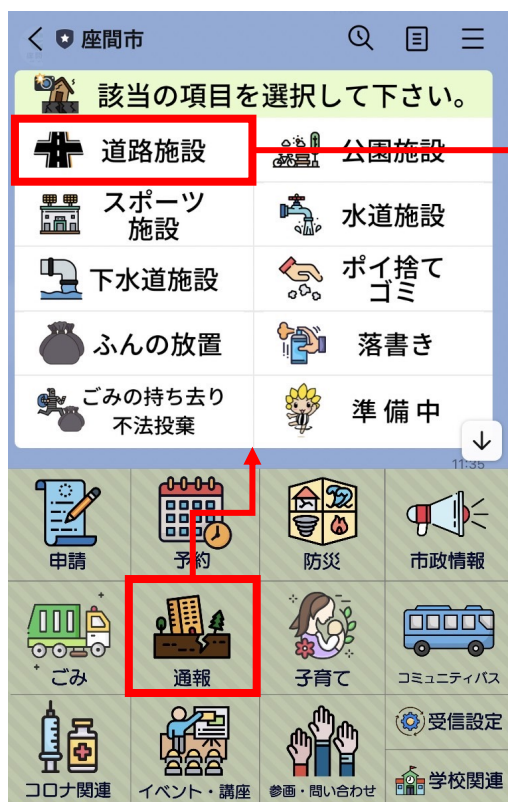 座間市
該当の項目を選択して下さい。
道路施設
公園施設
スポーツ
施設
水道施設
下水道施設
ポイ捨て
ゴミ
ふんの放置
落書き
ごみの持ち去り
不法投棄
準備中
11:35
申請
予約
防災
市政情報
ごみ
通報
子育て
コミュニティバス
コロナ関連
イベント・講座
参画・問い合わせ
受信設定
学校関連